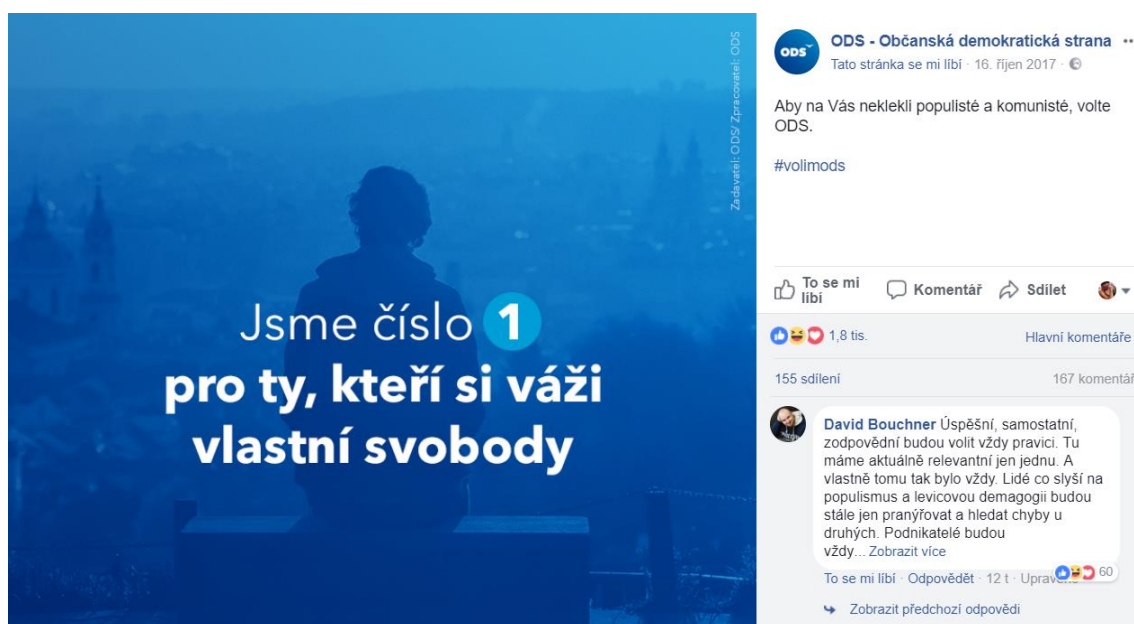 Zadavatel: ODS/ Zpracovatel: ODS
Jsme číslo 1
pro ty, kteří si váži
vlastní svobody
ODS
ODS - Občanská demokratická strana
Tato stránka se mi líbí · 16. říjen 2017 ·
Aby na Vás neklekli populisté a komunisté, volte
ODS.
#volimods
To se mi
líbí
Komentář
Sdílet
1,8 tis.
Hlavní komentáře
155 sdílení
167 komentář
David Bouchner Úspěšní, samostatní,
zodpovědní budou volit vždy pravici. Tu
máme aktuálně relevantní jen jednu. A
vlastně tomu tak bylo vždy. Lidé co slyší na
populismus a levicovou demagogii budou
stále jen pranýřovat a hledat chyby u
druhých. Podnikatelé budou
vždy... Zobrazit více
To se mi líbí · Odpovědět · 12 t ·
60
Zobrazit předchozí odpovědi